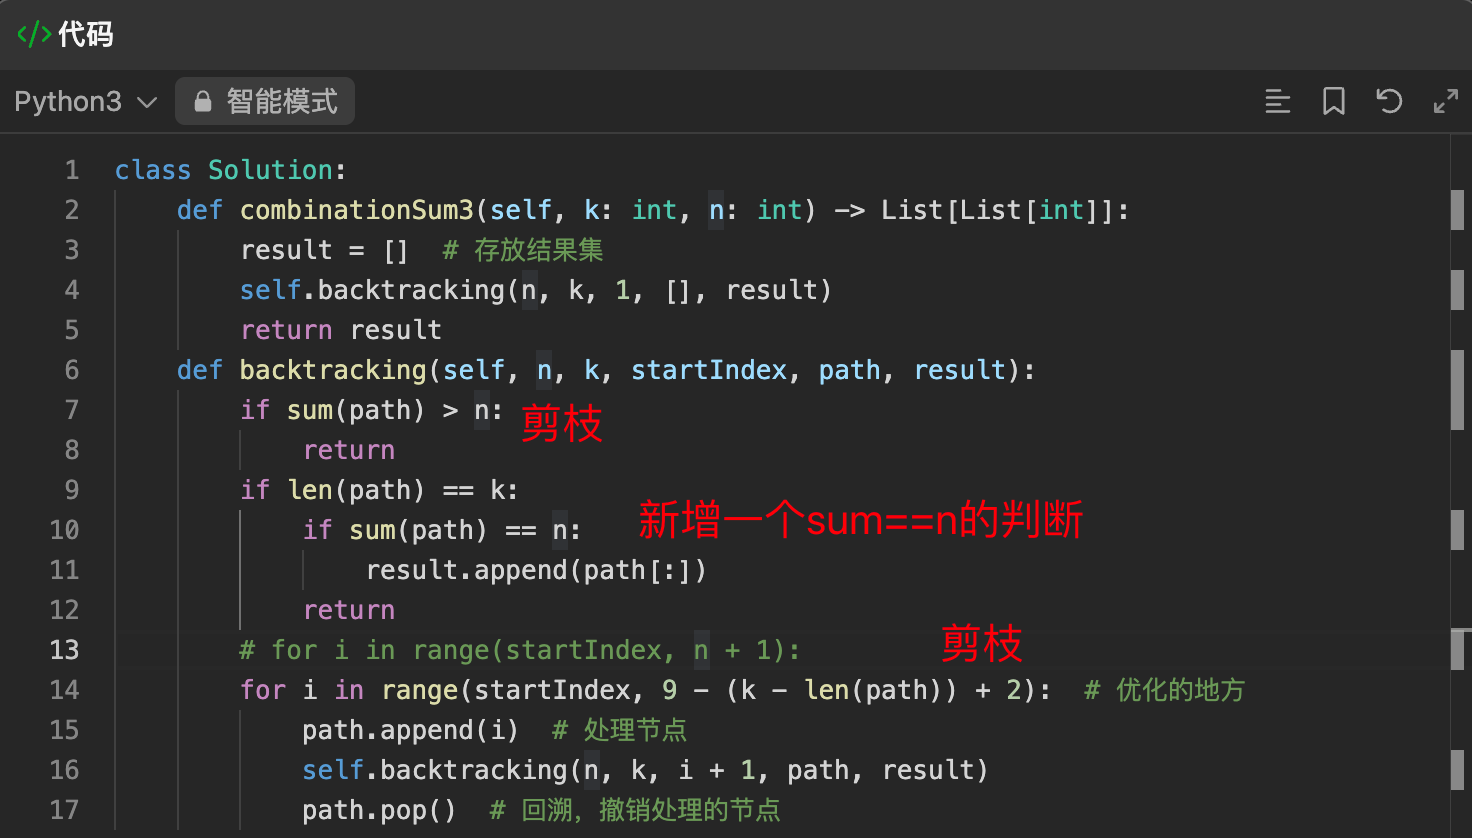 </> 代码
Python3 智能模式
1 class Solution:
2 def combinationSum3(self, k: int, n: int) -> List[List[int]]:
3 result = [] # 存放结果集
4 self.backtracking(n, k, 1, [], result)
5 return result
6 def backtracking(self, n, k, startIndex, path, result):
7 if sum(path) > n: 剪枝
8 return
9 if len(path) == k:
10 if sum(path) == n: 新增一个sum==n的判断
11 result.append(path[:])
12 return
13 # for i in range(startIndex, n + 1): 剪枝
14 for i in range(startIndex, 9 - (k - len(path)) + 2): # 优化的地方
15 path.append(i) # 处理节点
16 self.backtracking(n, k, i + 1, path, result)
17 path.pop() # 回溯，撤销处理的节点